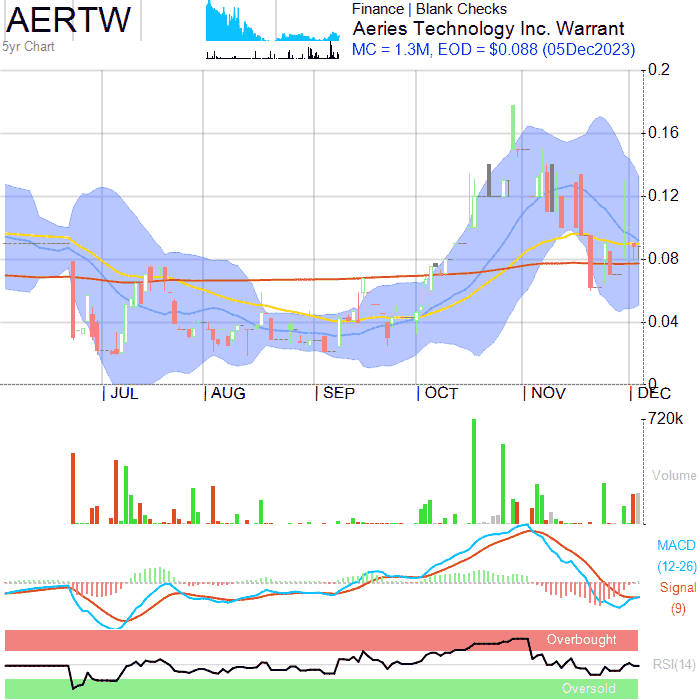 AERTW
5yr Chart
Finance | Blank Checks
Aeries Technology Inc. Warrant
MC = 1.3M, EOD = $0.088 (05Dec2023)
0.2
0.16
0.12
0.08
0.04
0
JUL AUG SEP OCT NOV DEC
720k
Volume
MACD
(12-26)
Signal
(9)
Overbought
RSI(14)
Oversold